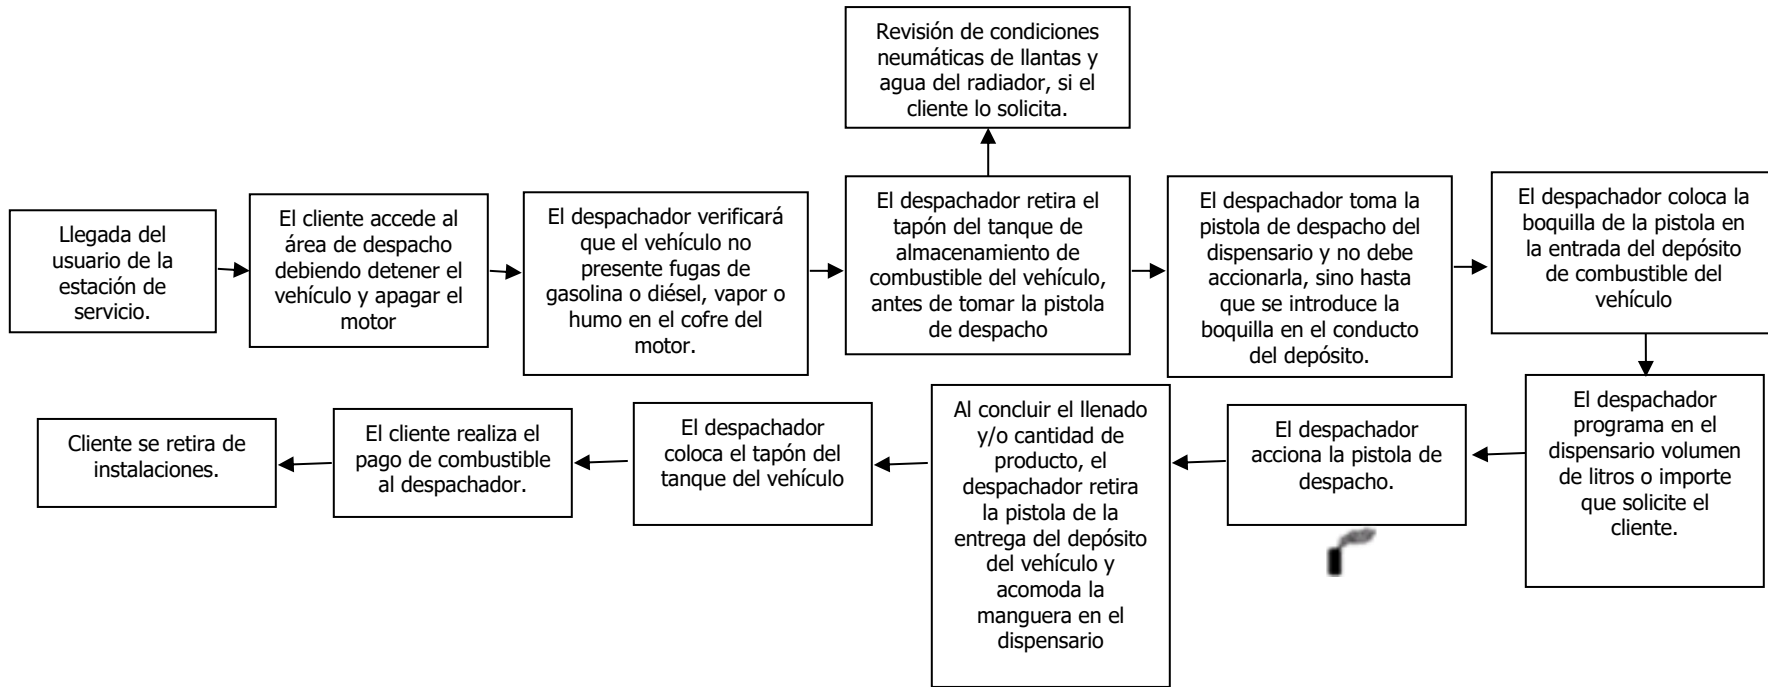 Revisión de condiciones
neumáticas de llantas y
agua del radiador, si el
cliente lo solicita.
Llegada del
usuario de la
estación de
servicio.
El cliente accede al
área de despacho
debiendo detener el
vehículo y apagar el
motor
El despachador verificará
que el vehículo no
presente fugas de
gasolina o diésel, vapor o
humo en el cofre del
motor.
El despachador retira el
tapón del tanque de
almacenamiento de
combustible del vehículo,
antes de tomar la pistola
de despacho
El despachador toma la
pistola de despacho del
dispensario y no debe
accionarla, sino hasta
que se introduce la
boquilla en el conducto
del depósito.
El despachador coloca la
boquilla de la pistola en
la entrada del depósito
de combustible del
vehículo
El despachador
programa en el
dispensario volumen
de litros o importe
que solicite el
cliente.
El despachador
acciona la pistola de
despacho.
Al concluir el llenado
y/o cantidad de
producto, el
despachador retira
la pistola de la
entrega del depósito
del vehículo y
acomoda la
manguera en el
dispensario
El despachador
coloca el tapón del
tanque del vehículo
El cliente realiza el
pago de combustible
al despachador.
Cliente se retira de
instalaciones.